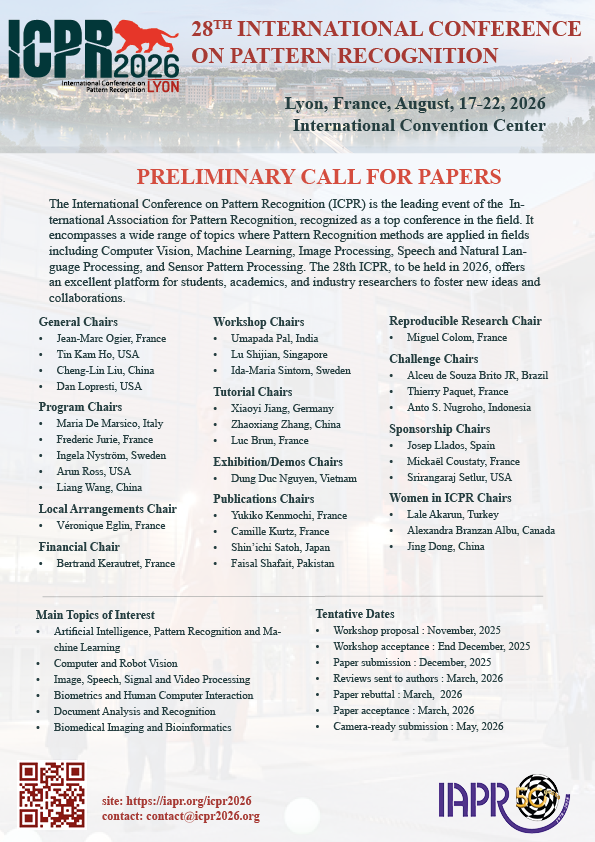 ICPR
2026
International Conference on
Pattern Recognition
LYON
28TH INTERNATIONAL CONFERENCE
ON PATTERN RECOGNITION
Lyon, France, August, 17-22, 2026
International Convention Center
PRELIMINARY CALL FOR PAPERS
The International Conference on Pattern Recognition (ICPR) is the leading event of the In-
ternational Association for Pattern Recognition, recognized as a top conference in the field. It
encompasses a wide range of topics where Pattern Recognition methods are applied in fields
including Computer Vision, Machine Learning, Image Processing, Speech and Natural Lan-
guage Processing, and Sensor Pattern Processing. The 28th ICPR, to be held in 2026, offers
an excellent platform for students, academics, and industry researchers to foster new ideas and
collaborations.
General Chairs
• Jean-Marc Ogier, France
• Tin Kam Ho, USA
• Cheng-Lin Liu, China
• Dan Lopresti, USA
Program Chairs
• Maria De Marsico, Italy
• Frederic Jurie, France
• Ingela Nyström, Sweden
• Arun Ross, USA
• Liang Wang, China
Local Arrangements Chair
• Véronique Eglin, France
Financial Chair
• Bertrand Kerautret, France
Workshop Chairs
• Umapada Pal, India
• Lu Shijian, Singapore
• Ida-Maria Sintorn, Sweden
Tutorial Chairs
• Xiaoyi Jiang, Germany
• Zhaoxiang Zhang, China
• Luc Brun, France
Exhibition/Demos Chairs
• Dung Duc Nguyen, Vietnam
Publications Chairs
• Yukiko Kenmochi, France
• Camille Kurtz, France
• Shin'ichi Satoh, Japan
• Faisal Shafait, Pakistan
Reproducible Research Chair
• Miguel Colom, France
Challenge Chairs
• Alceu de Souza Brito JR, Brazil
• Thierry Paquet, France
• Anto S. Nugroho, Indonesia
Sponsorship Chairs
• Josep Llados, Spain
• Mickaël Coustaty, France
• Srirangaraj Setlur, USA
Women in ICPR Chairs
• Lale Akarun, Turkey
• Alexandra Branzan Albu, Canada
• Jing Dong, China
Main Topics of Interest
• Artificial Intelligence, Pattern Recognition and Ma-
chine Learning
• Computer and Robot Vision
• Image, Speech, Signal and Video Processing
• Biometrics and Human Computer Interaction
• Document Analysis and Recognition
• Biomedical Imaging and Bioinformatics
Tentative Dates
• Workshop proposal : November, 2025
• Workshop acceptance : End December, 2025
• Paper submission : December, 2025
• Reviews sent to authors : March, 2026
• Paper rebuttal : March, 2026
• Paper acceptance : March, 2026
• Camera-ready submission : May, 2026
site: https://iapr.org/icpr2026
contact: contact@icpr2026.org
IAPR